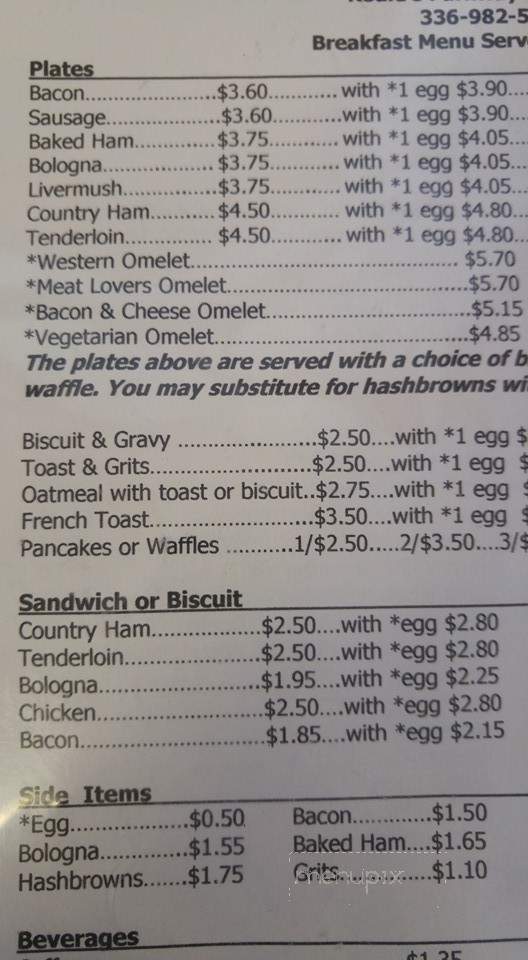 336-982-5
Breakfast Menu Serv
Plates
Bacon........................$3.60............with *1 egg $3.90....
Sausage.....................$3.60............with *1 egg $3.90....
Baked Ham...............$3.75............with *1 egg $4.05....
Bologna....................$3.75............with *1 egg $4.05....
Livermush.................$3.75............with *1 egg $4.05....
Country Ham...........$4.50............with *1 egg $4.80....
Tenderloin................$4.50............with *1 egg $4.80....
*Western Omelet................................................$5.70
*Meat Lovers Omelet...........................................$5.70
*Bacon & Cheese Omelet....................................$5.15
*Vegetarian Omelet.............................................$4.85
The plates above are served with a choice of b
waffle. You may substitute for hashbrowns wi
Biscuit & Gravy ........................$2.50....with *1 egg $
Toast & Grits............................$2.50....with *1 egg $
Oatmeal with toast or biscuit..$2.75....with *1 egg $
French Toast............................$3.50....with *1 egg $
Pancakes or Waffles ...........1/$2.50.....2/$3.50....3/$
Sandwich or Biscuit
Country Ham..................$2.50....with *egg $2.80
Tenderloin......................$2.50....with *egg $2.80
Bologna..........................$1.95....with *egg $2.25
Chicken...........................$2.50....with *egg $2.80
Bacon..............................$1.85....with *egg $2.15
Side Items
*Egg..................$0.50 Bacon............$1.50
Bologna.............$1.55 Baked Ham....$1.65
Hashbrowns.......$1.75 Grits..............$1.10
menupix
Beverages
$1.35